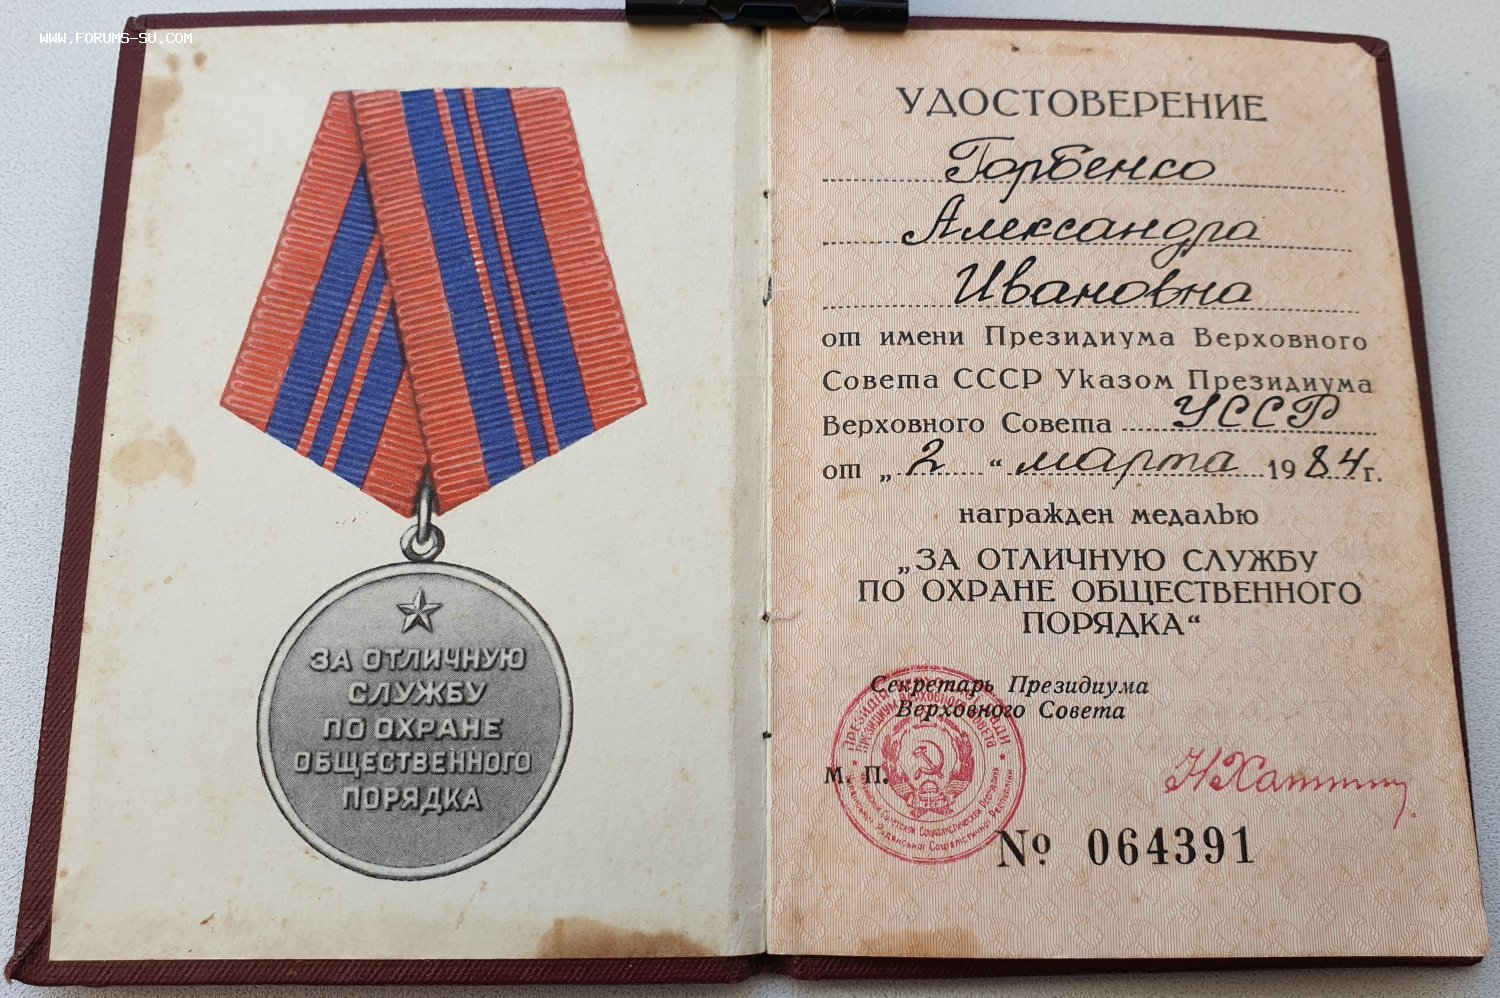 WWW.FORUMS-SU.COM
ЗА ОТЛИЧНУЮ
СЛУЖБУ
ПО ОХРАНЕ
ОБЩЕСТВЕННОГО
ПОРЯДКА
УДОСТОВЕРЕНИЕ
Горбенко
Александра
Ивановна
от имени Президиума Верховного
Совета СССР Указом Президиума
Верховного Совета УССР
от „ 2 “ марта 1984 г.
награжден медалью
„ЗА ОТЛИЧНУЮ СЛУЖБУ
ПО ОХРАНЕ ОБЩЕСТВЕННОГО
ПОРЯДКА“
Секретарь Президиума
Верховного Совета
М. П.
№ 064391